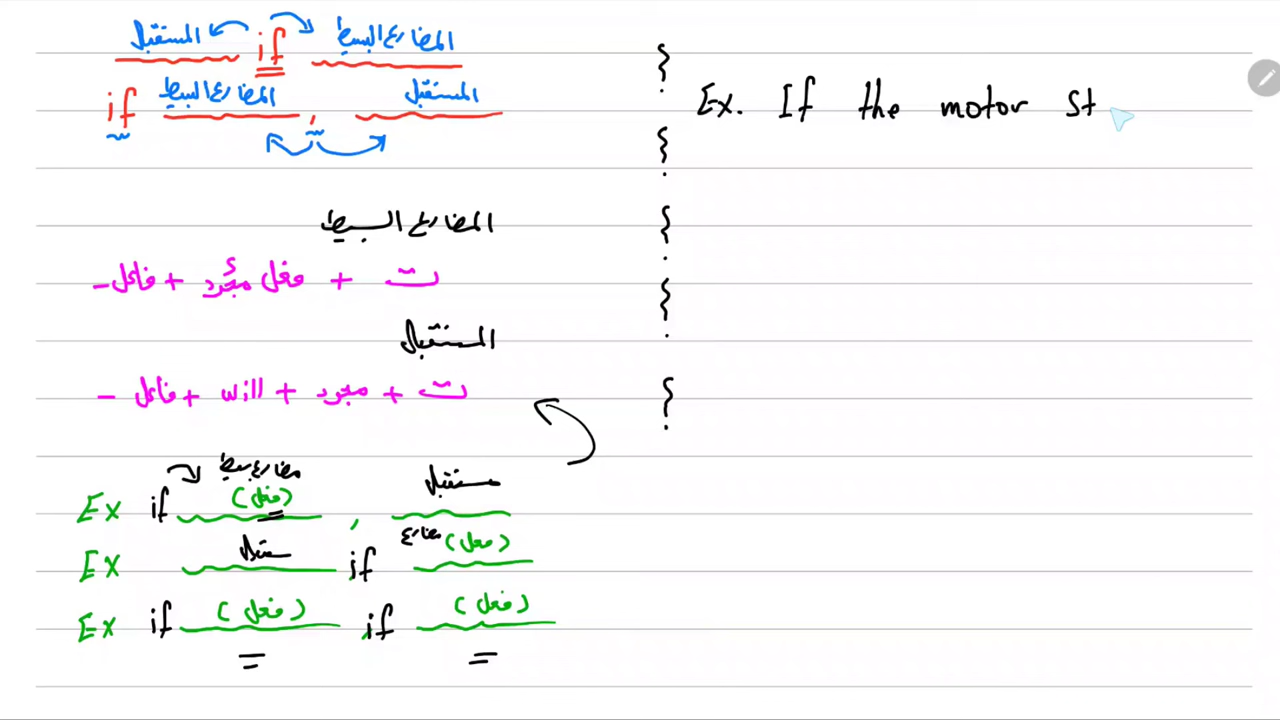 المستقبل if المضارع البسيط
if المضارع البسيط , المستقبل
المضارع البسيط
- فاعل + فعل مجرد + ت
المستقبل
- فاعل + will + مجرد + ت
Ex if مضارع بسيط (فعل) , مستقبل
Ex مستقبل if مضارع (فعل)
Ex if (فعل) if (فعل)
Ex. If the motor st